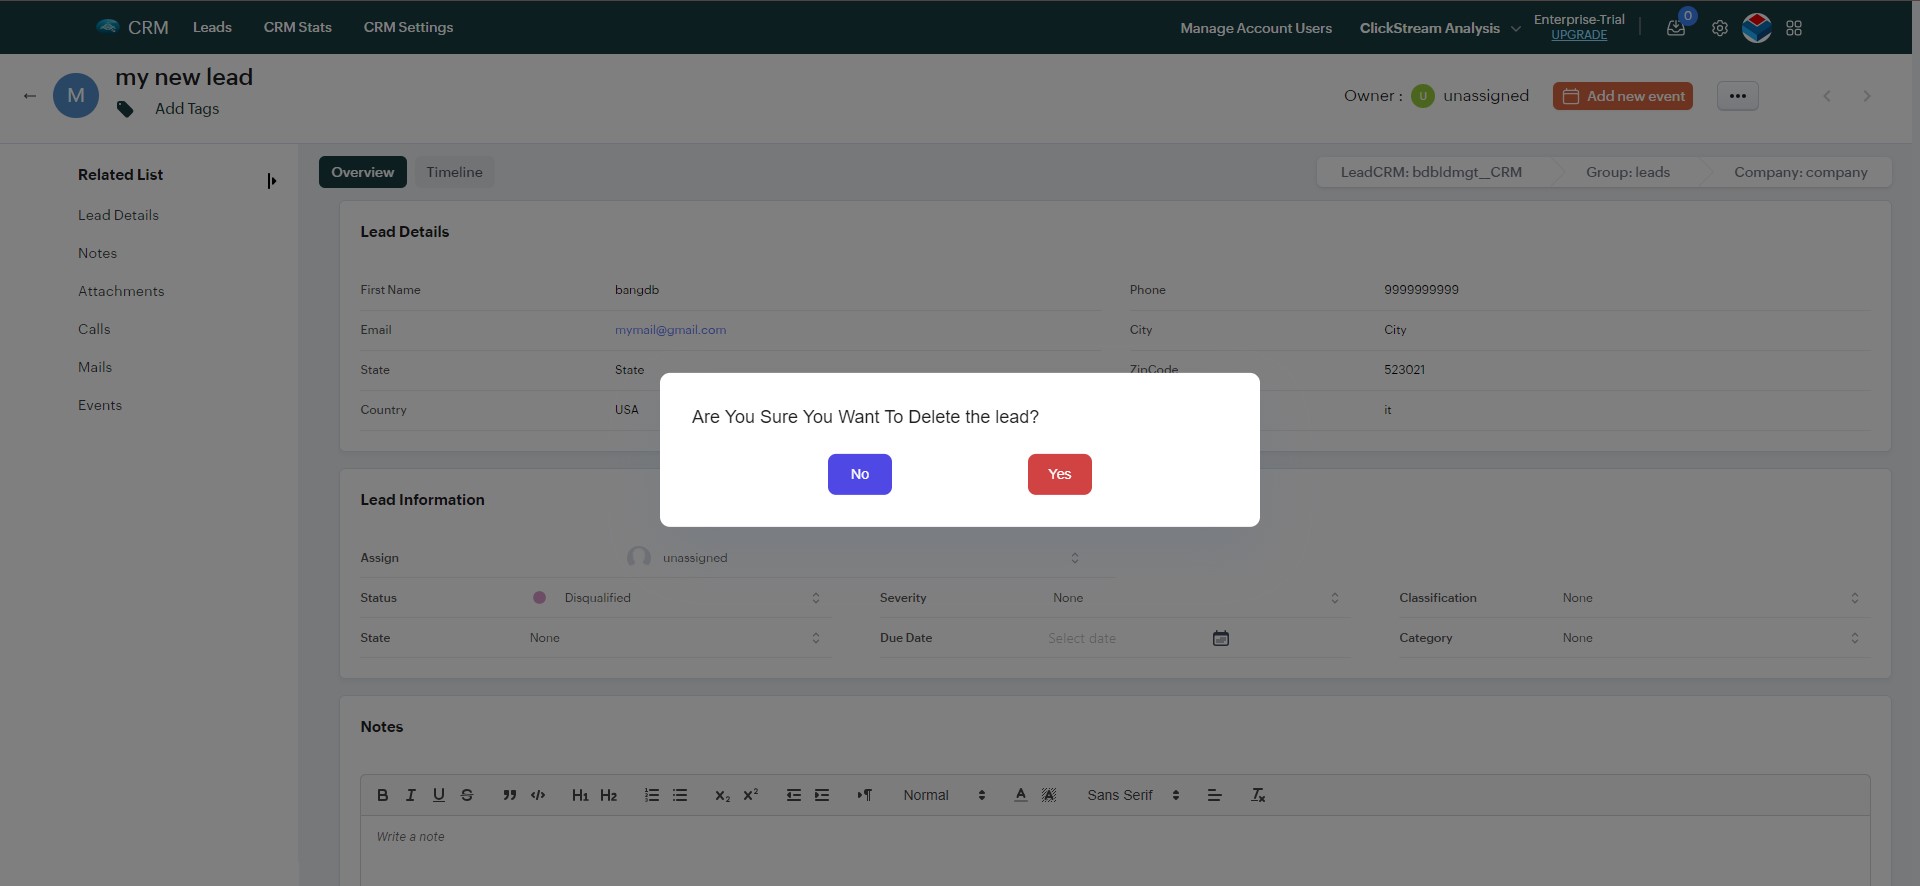 CRM Leads CRM Stats CRM Settings Manage Account Users ClickStream Analysis Enterprise-Trial 0
UPGRADE
M my new lead
Add Tags
Owner : U unassigned Add new event
Related List
Lead Details
Notes
Attachments
Calls
Mails
Events
Overview Timeline LeadCRM: bdbldmgt__CRM Group: leads Company: company
Lead Details
First Name bangdb Phone 9999999999
Email mymail@gmail.com City City
State State ZipCode 523021
Country USA it
Are You Sure You Want To Delete the lead?
No Yes
Lead Information
Assign unassigned
Status Disqualified Severity None Classification None
State None Due Date Select date Category None
Notes
B I U S H1 H2 X2 X2 Normal A A Sans Serif Tx
Write a note